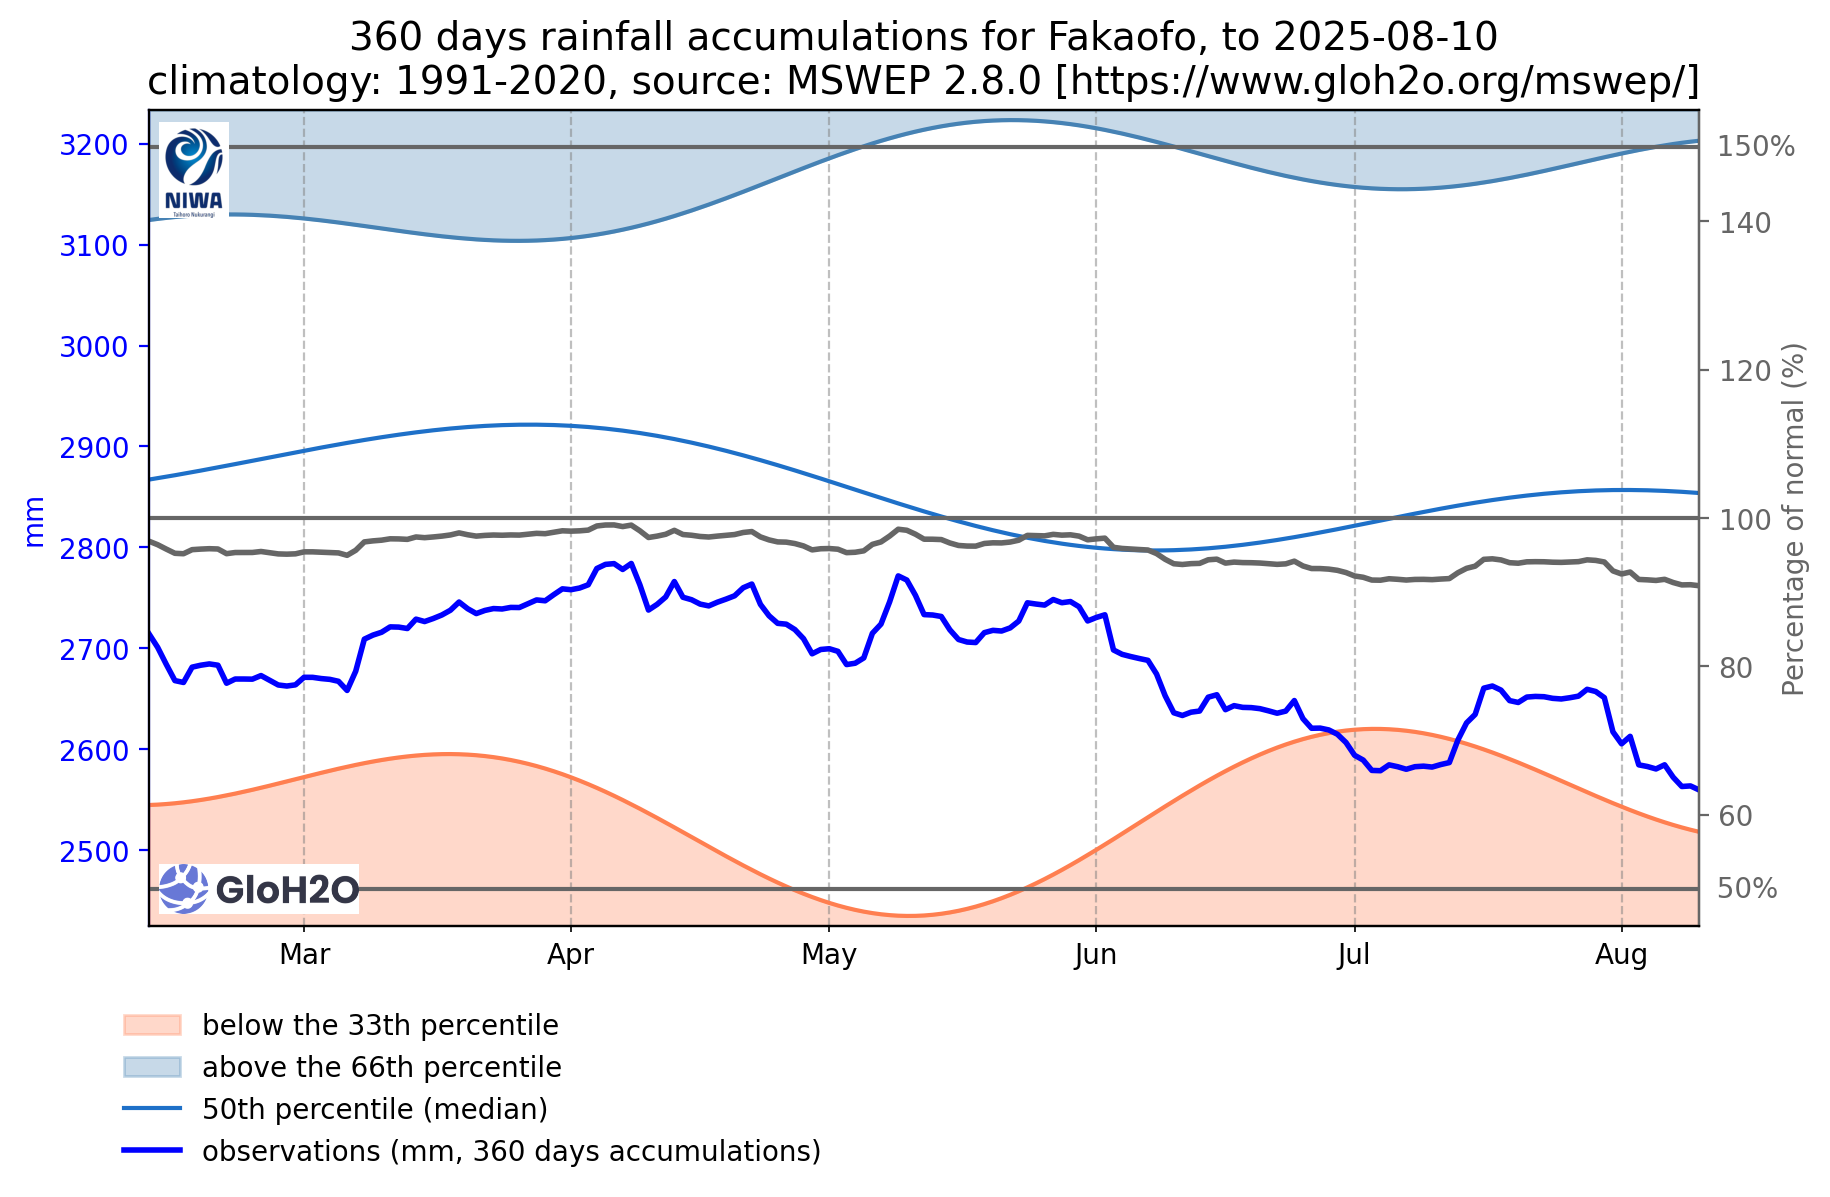 360 days rainfall accumulations for Fakaofo, to 2025-08-10
climatology: 1991-2020, source: MSWEP 2.8.0 [https://www.gloh2o.org/mswep/]
3200
3100
3000
2900
2800
2700
2600
2500
mm
NIWA
Taihoro Nukurangi
GloH2O
150%
140
120
100
80
60
50%
Percentage of normal (%)
Mar
Apr
May
Jun
Jul
Aug
below the 33th percentile
above the 66th percentile
50th percentile (median)
observations (mm, 360 days accumulations)